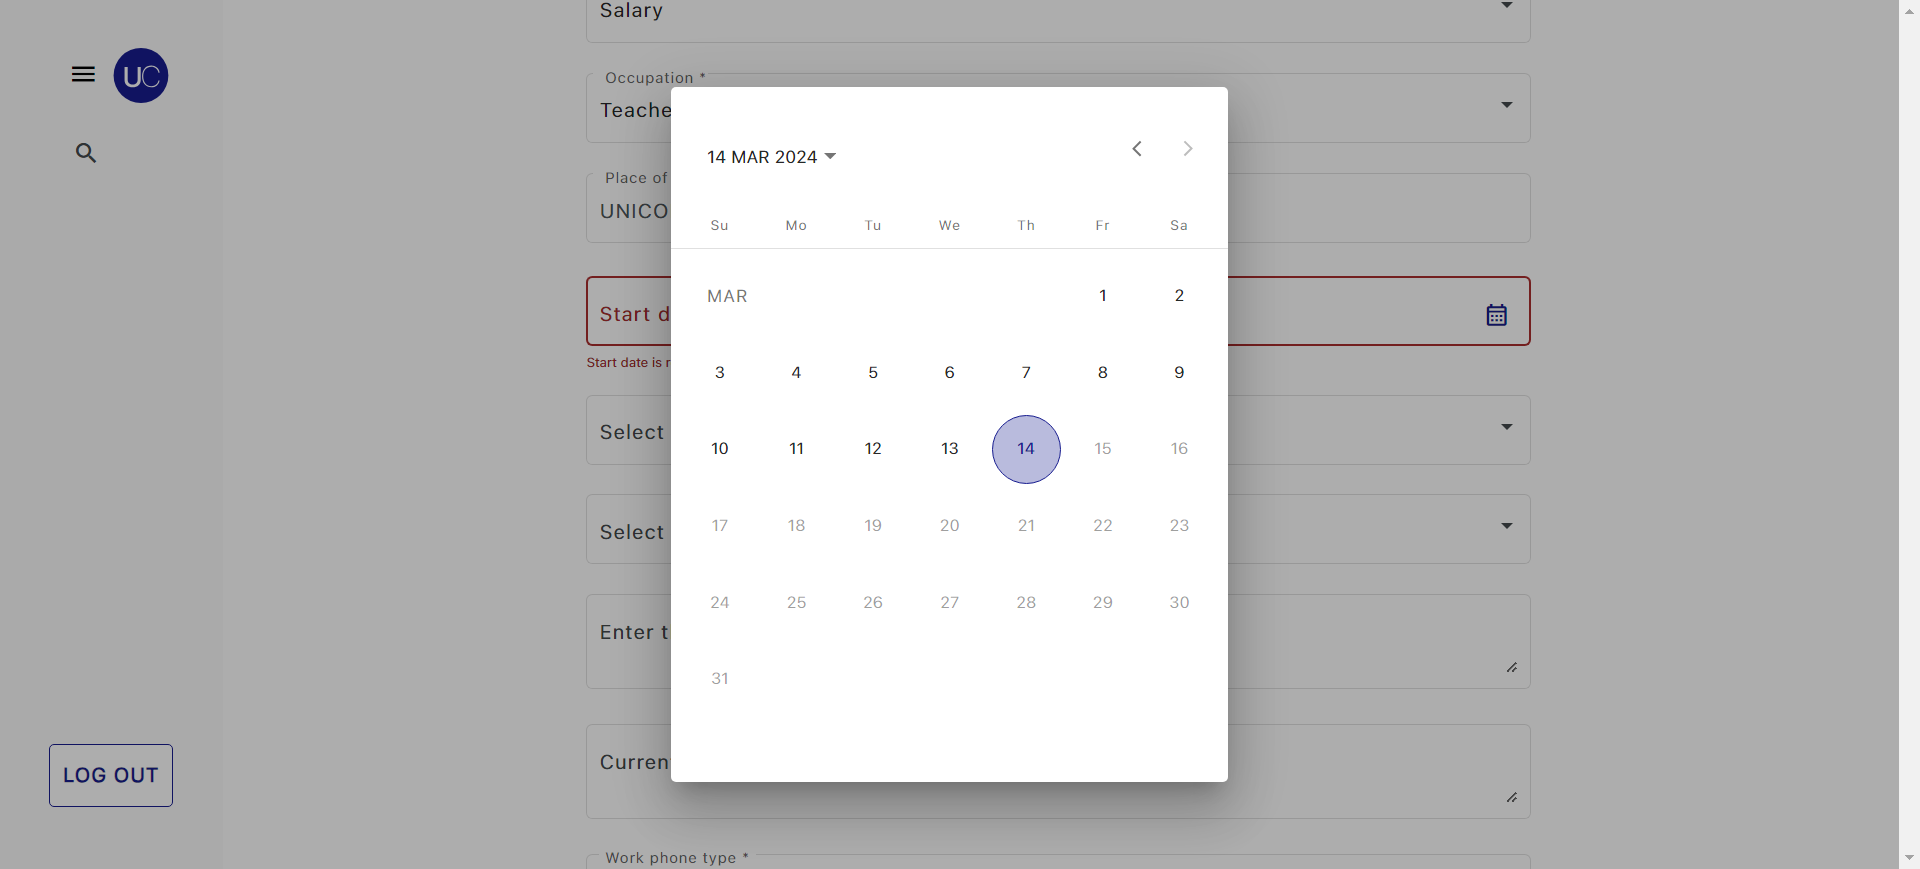 Salary
UC
Occupation *
Teache
Place of
UNICO
Start d
Start date is r
Select
Select
Enter t
Curren
Work phone type *
LOG OUT
14 MAR 2024
Su Mo Tu We Th Fr Sa
MAR 1 2
3 4 5 6 7 8 9
10 11 12 13 14 15 16
17 18 19 20 21 22 23
24 25 26 27 28 29 30
31